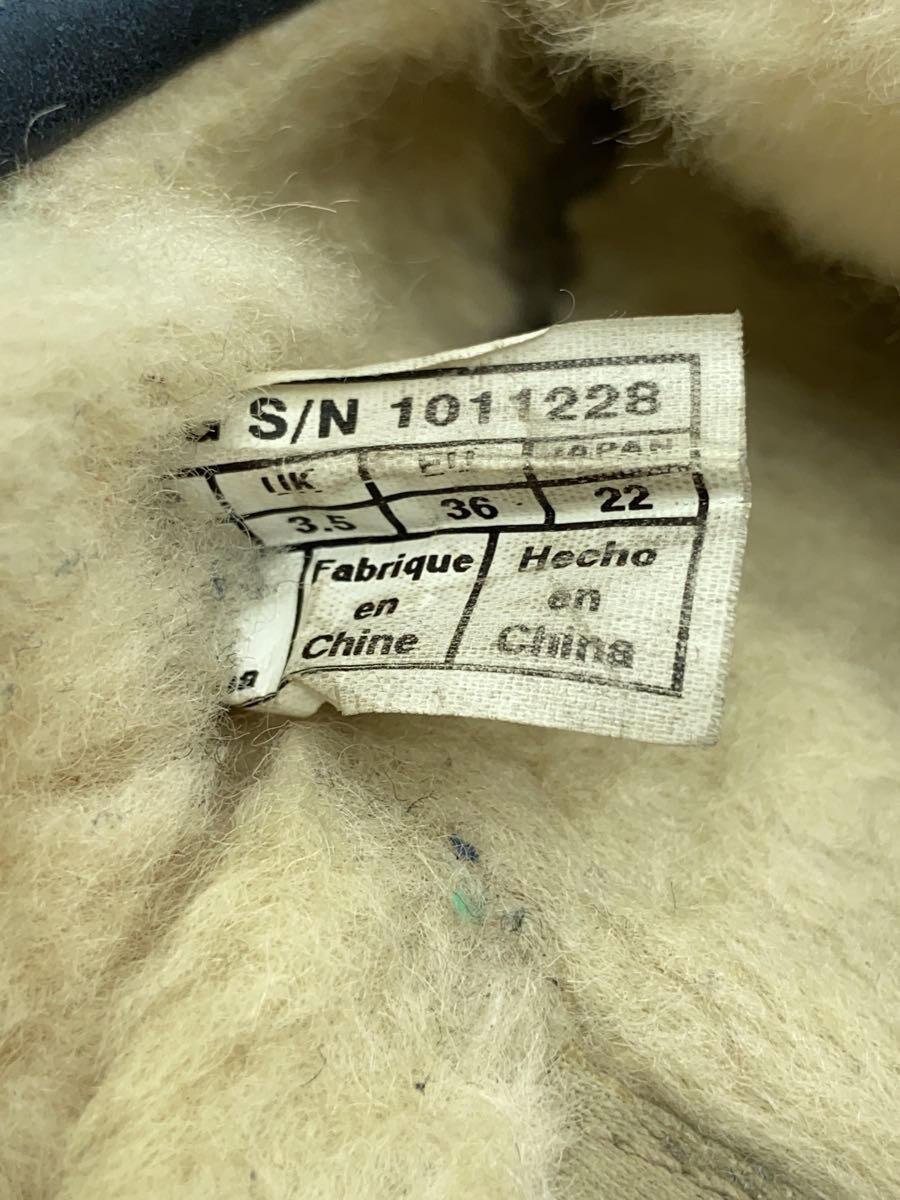 S/N 1011228
UK EU JAPAN
3.5 36 22
Fabrique Hecho
en en
Chine China